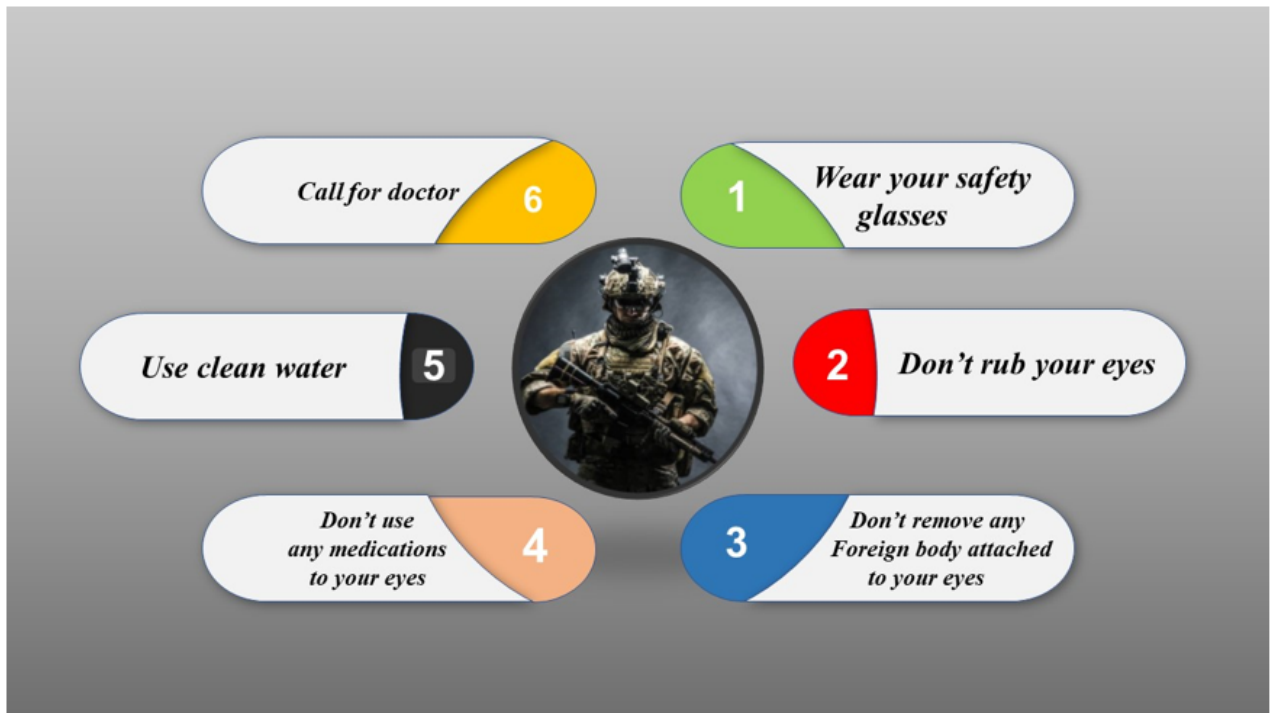 1
Wear your safety
glasses
2
Don’t rub your eyes
3
Don’t remove any
Foreign body attached
to your eyes
4
Don’t use
any medications
to your eyes
5
Use clean water
6
Call for doctor